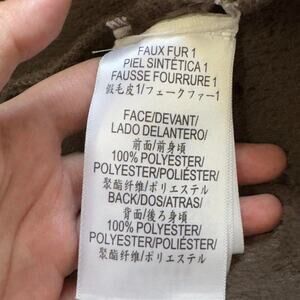 FAUX FUR 1
PIEL SINTÉTICA 1
FAUSSE FOURRURE 1
假毛皮1/フェークファー1
FACE/DEVANT/
LADO DELANTERO/
前面/前身頃
100% POLYESTER/
POLYESTER/POLIÉSTER/
聚酯纤维/ポリエステル
BACK/DOS/ATRAS/
背面/後ろ身頃
100% POLYESTER/
POLYESTER/POLIÉSTER/
聚酯纤维/ポリエステル